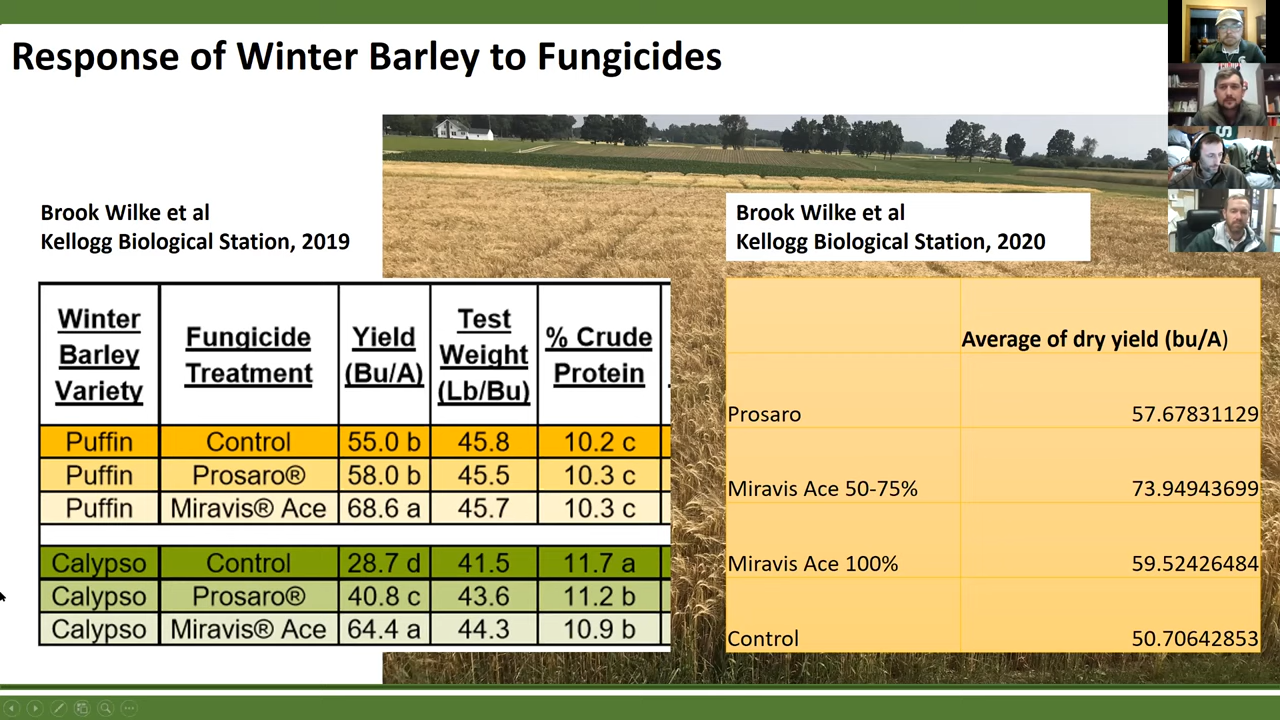 Response of Winter Barley to Fungicides
Brook Wilke et al
Kellogg Biological Station, 2019
Winter Barley Variety | Fungicide Treatment | Yield (Bu/A) | Test Weight (Lb/Bu) | % Crude Protein
Puffin | Control | 55.0 b | 45.8 | 10.2 c
Puffin | Prosaro® | 58.0 b | 45.5 | 10.3 c
Puffin | Miravis® Ace | 68.6 a | 45.7 | 10.3 c
Calypso | Control | 28.7 d | 41.5 | 11.7 a
Calypso | Prosaro® | 40.8 c | 43.6 | 11.2 b
Calypso | Miravis® Ace | 64.4 a | 44.3 | 10.9 b
Brook Wilke et al
Kellogg Biological Station, 2020
Average of dry yield (bu/A)
Prosaro 57.67831129
Miravis Ace 50-75% 73.94943699
Miravis Ace 100% 59.52426484
Control 50.70642853